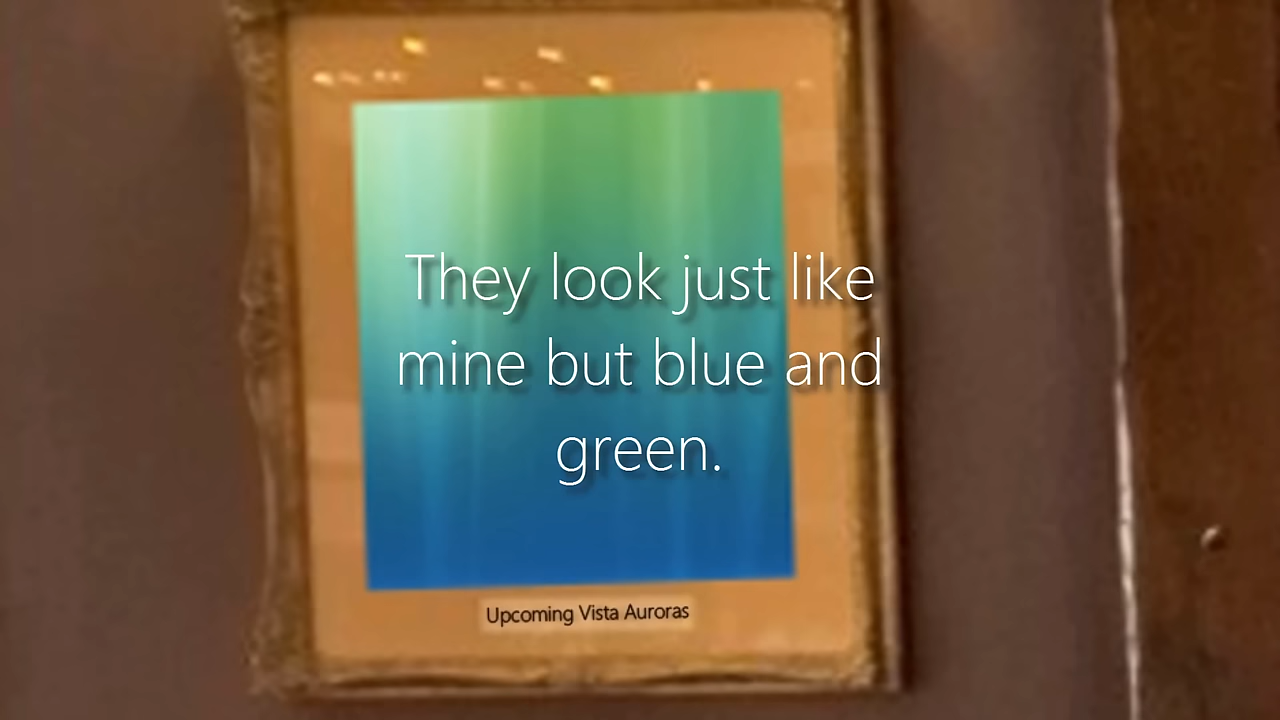 They look just like
mine but blue and
green.
Upcoming Vista Auroras